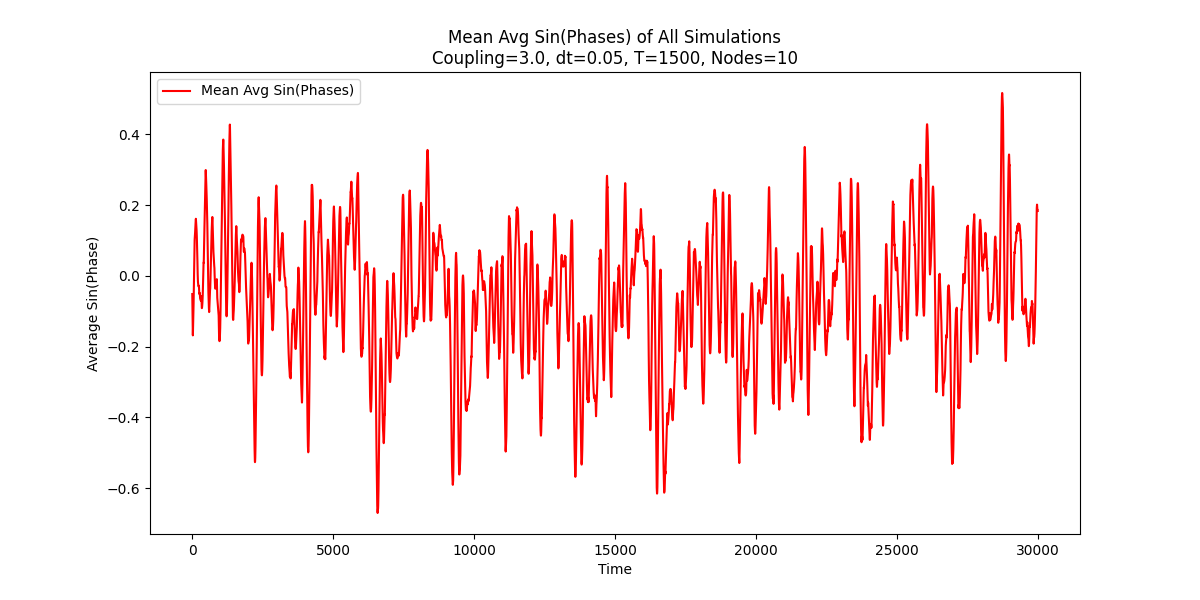 Mean Avg Sin(Phases) of All Simulations
Coupling=3.0, dt=0.05, T=1500, Nodes=10
Mean Avg Sin(Phases)
Average Sin(Phase)
0.4
0.2
0.0
−0.2
−0.4
−0.6
0 5000 10000 15000 20000 25000 30000
Time